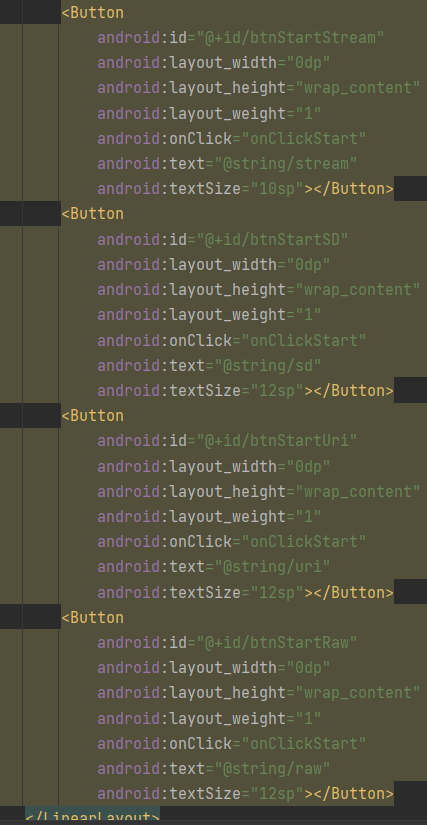 <Button
android:id="@+id/btnStartStream"
android:layout_width="0dp"
android:layout_height="wrap_content"
android:layout_weight="1"
android:onClick="onClickStart"
android:text="@string/stream"
android:textSize="10sp"></Button>
<Button
android:id="@+id/btnStartSD"
android:layout_width="0dp"
android:layout_height="wrap_content"
android:layout_weight="1"
android:onClick="onClickStart"
android:text="@string/sd"
android:textSize="12sp"></Button>
<Button
android:id="@+id/btnStartUri"
android:layout_width="0dp"
android:layout_height="wrap_content"
android:layout_weight="1"
android:onClick="onClickStart"
android:text="@string/uri"
android:textSize="12sp"></Button>
<Button
android:id="@+id/btnStartRaw"
android:layout_width="0dp"
android:layout_height="wrap_content"
android:layout_weight="1"
android:onClick="onClickStart"
android:text="@string/raw"
android:textSize="12sp"></Button>
</LinearLayout>